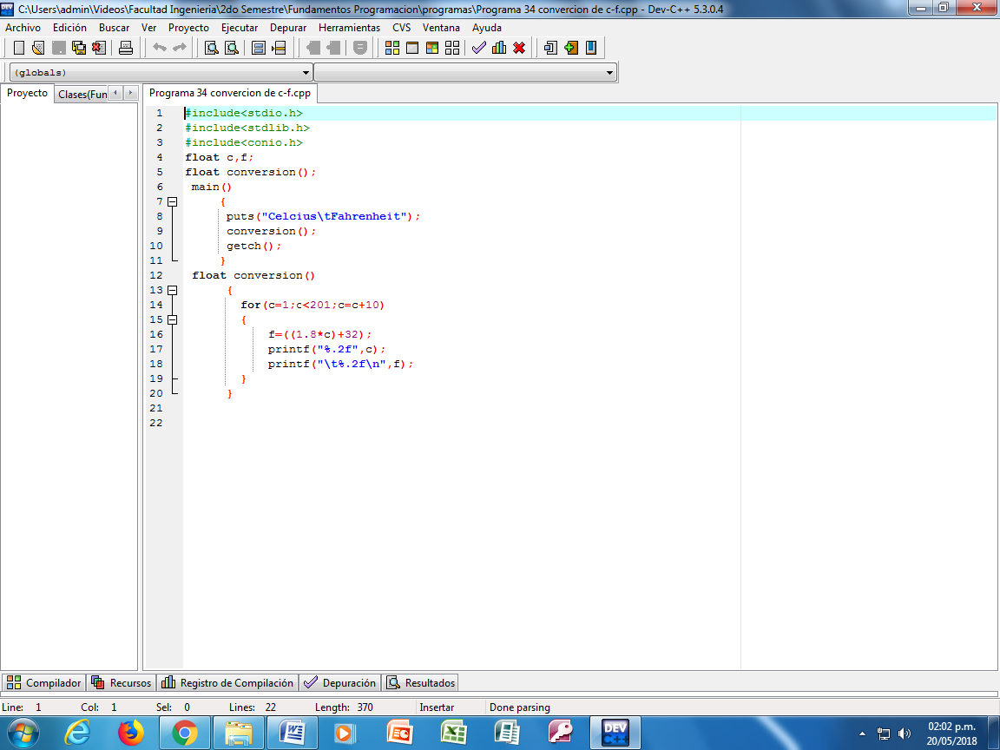 C:\Users\admin\Videos\Facultad Ingenieria\2do Semestre\Fundamentos Programacion\programas\Programa 34 convercion de c-f.cpp - Dev-C++ 5.3.0.4
Archivo Edición Buscar Ver Proyecto Ejecutar Depurar Herramientas CVS Ventana Ayuda
(globals)
Proyecto Clases(Fun Programa 34 convercion de c-f.cpp
1 #include<stdio.h>
2 #include<stdlib.h>
3 #include<conio.h>
4 float c,f;
5 float conversion();
6 main()
7 {
8 puts("Celcius\tFahrenheit");
9 conversion();
10 getch();
11 }
12 float conversion()
13 {
14 for(c=1;c<201;c=c+10)
15 {
16 f=((1.8*c)+32);
17 printf("%.2f",c);
18 printf("\t%.2f\n",f);
19 }
20 }
21
22
Compilador Recursos Registro de Compilación Depuración Resultados
Line: 1 Col: 1 Sel: 0 Lines: 22 Length: 370 Insertar Done parsing
DEV C++ 02:02 p.m.
20/05/2018